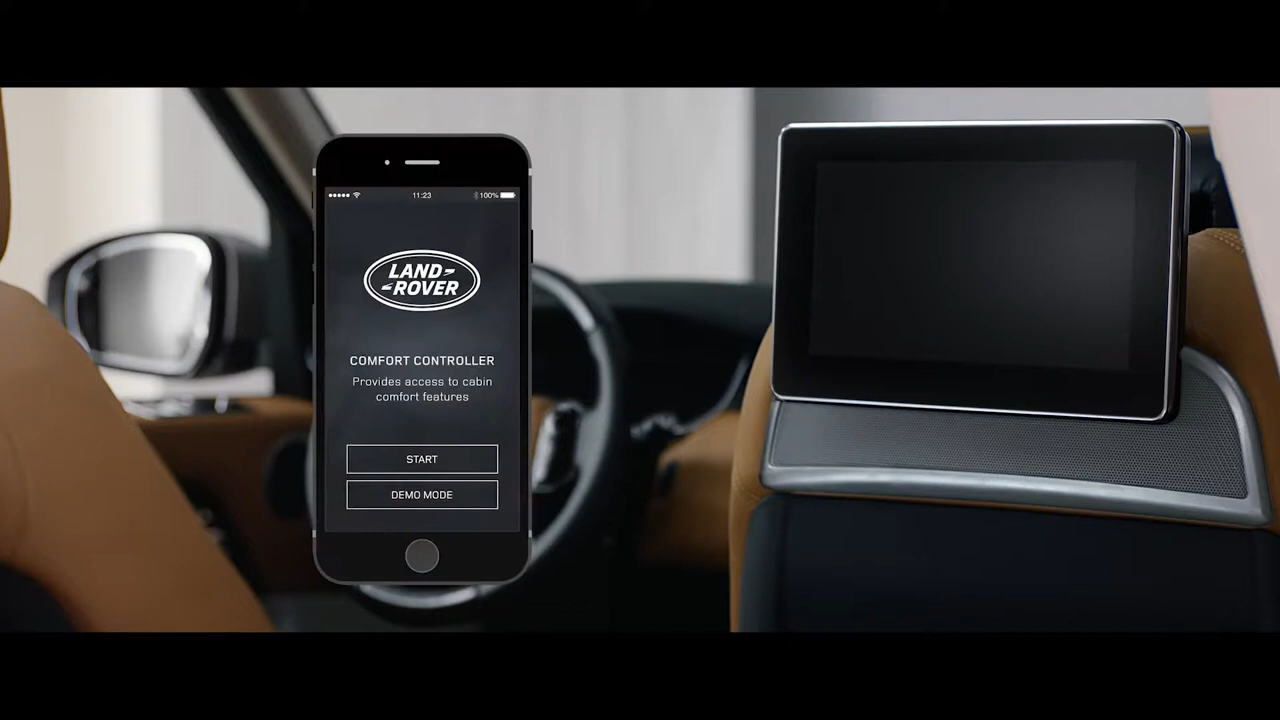 11:23
100%
LAND
ROVER
COMFORT CONTROLLER
Provides access to cabin
comfort features
START
DEMO MODE